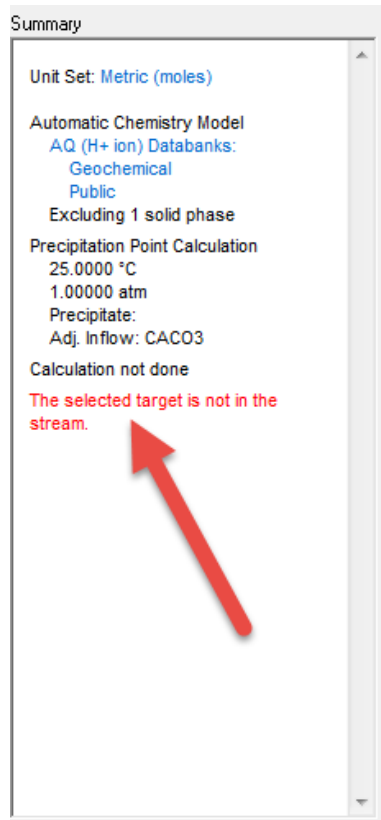 Summary
Unit Set: Metric (moles)
Automatic Chemistry Model
AQ (H+ ion) Databanks:
Geochemical
Public
Excluding 1 solid phase
Precipitation Point Calculation
25.0000 °C
1.00000 atm
Precipitate:
Adj. Inflow: CACO3
Calculation not done
The selected target is not in the
stream.